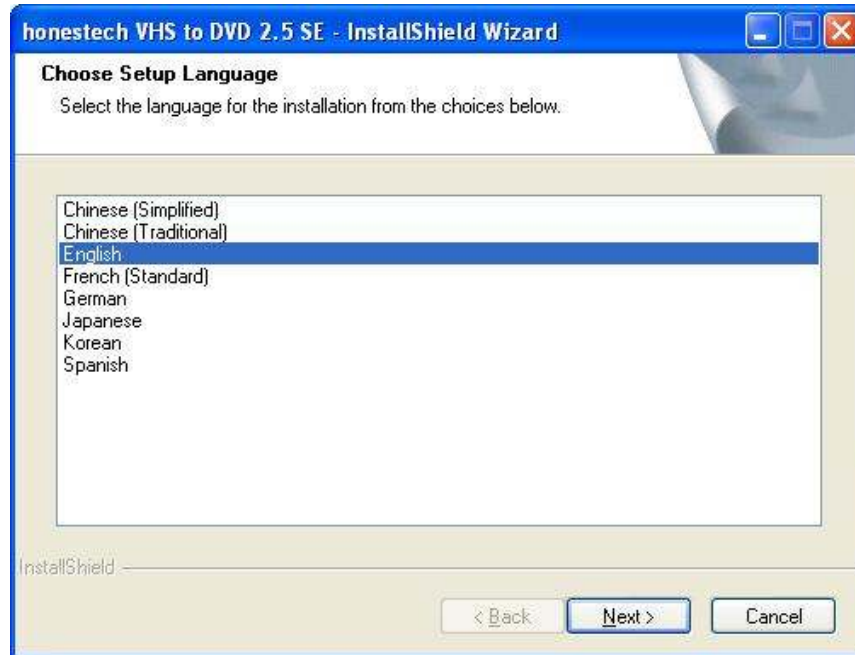 honestech VHS to DVD 2.5 SE - InstallShield Wizard
Choose Setup Language
Select the language for the installation from the choices below.
Chinese (Simplified)
Chinese (Traditional)
English
French (Standard)
German
Japanese
Korean
Spanish
InstallShield
< Back Next > Cancel